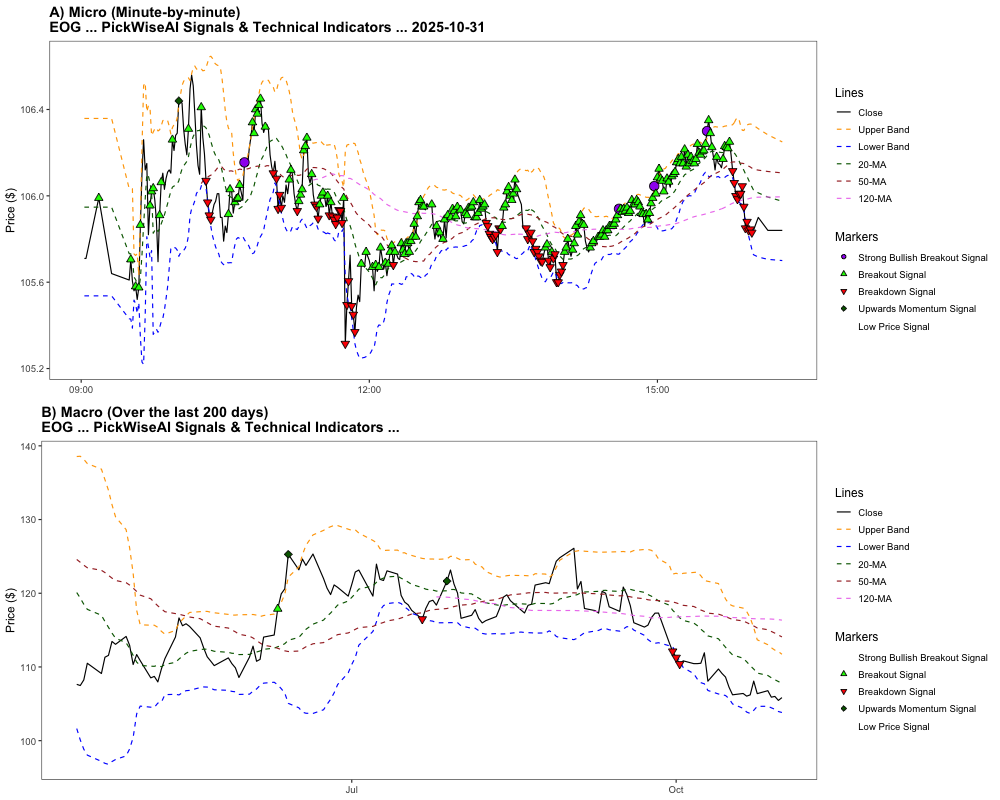 A) Micro (Minute-by-minute)
EOG ... PickWiseAI Signals & Technical Indicators ... 2025-10-31
Price ($)
106.4
106.0
105.6
105.2
09:00
12:00
15:00
Lines
Close
Upper Band
Lower Band
20-MA
50-MA
120-MA
Markers
Strong Bullish Breakout Signal
Breakout Signal
Breakdown Signal
Upwards Momentum Signal
Low Price Signal
B) Macro (Over the last 200 days)
EOG ... PickWiseAI Signals & Technical Indicators ...
Price ($)
140
130
120
110
100
Jul
Oct
Lines
Close
Upper Band
Lower Band
20-MA
50-MA
120-MA
Markers
Strong Bullish Breakout Signal
Breakout Signal
Breakdown Signal
Upwards Momentum Signal
Low Price Signal